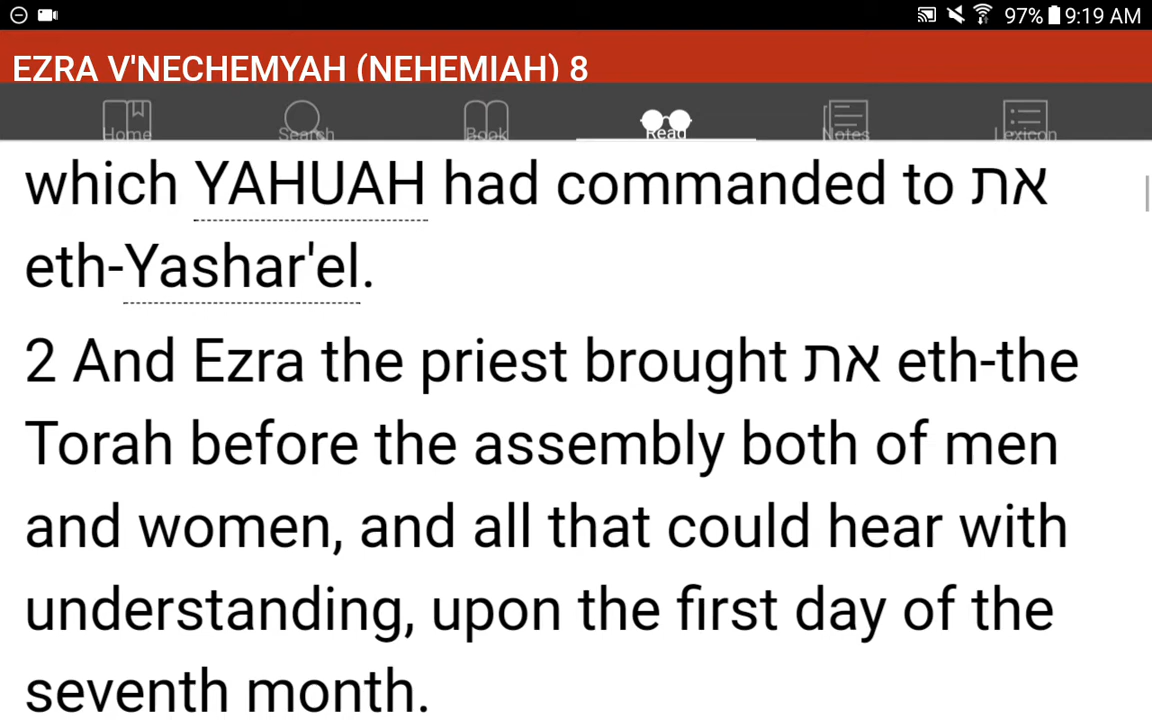 97% 9:19 AM
EZRA V'NECHEMYAH (NEHEMIAH) 8
Home Search Book Read Notes Lexicon
which YAHUAH had commanded to את
eth-Yashar'el.
2 And Ezra the priest brought את eth-the
Torah before the assembly both of men
and women, and all that could hear with
understanding, upon the first day of the
seventh month.